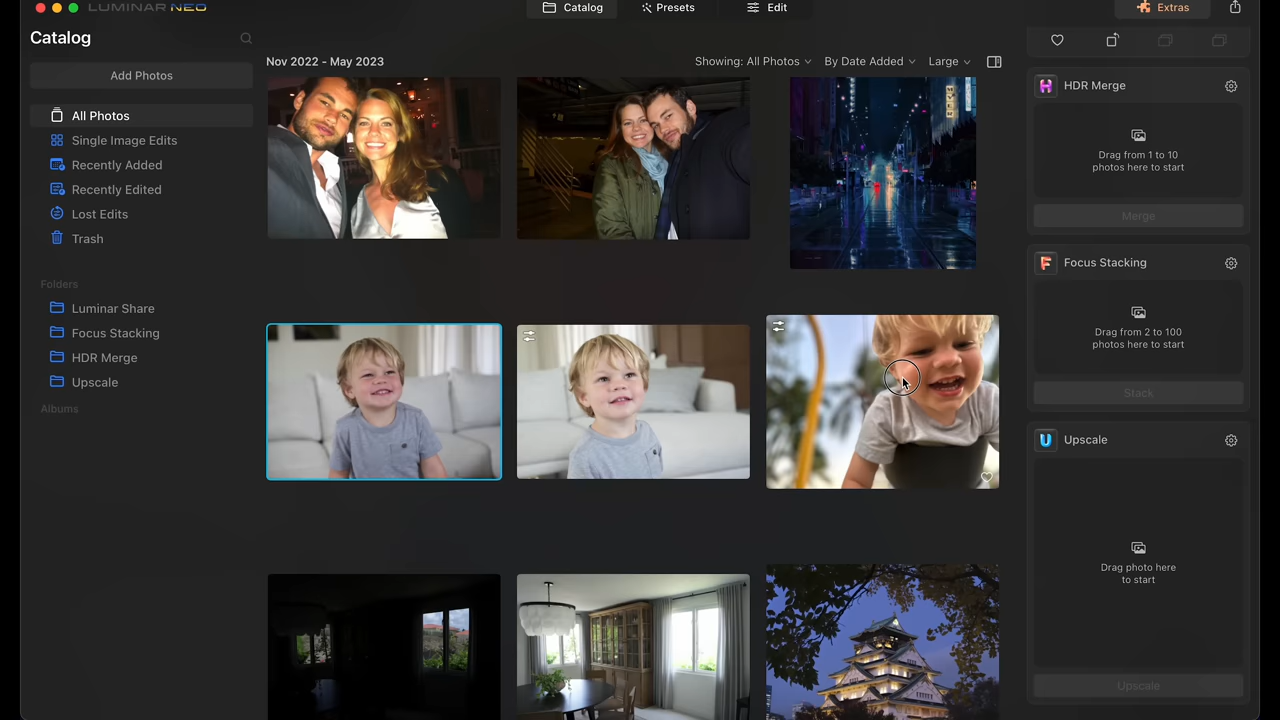 LUMINAR NEO
Catalog
Presets
Edit
Extras
Catalog
Add Photos
All Photos
Single Image Edits
Recently Added
Recently Edited
Lost Edits
Trash
Folders
Luminar Share
Focus Stacking
HDR Merge
Upscale
Albums
Nov 2022 - May 2023
Showing: All Photos
By Date Added
Large
HDR Merge
Drag from 1 to 10
photos here to start
Merge
Focus Stacking
Drag from 2 to 100
photos here to start
Stack
Upscale
Drag photo here
to start
Upscale